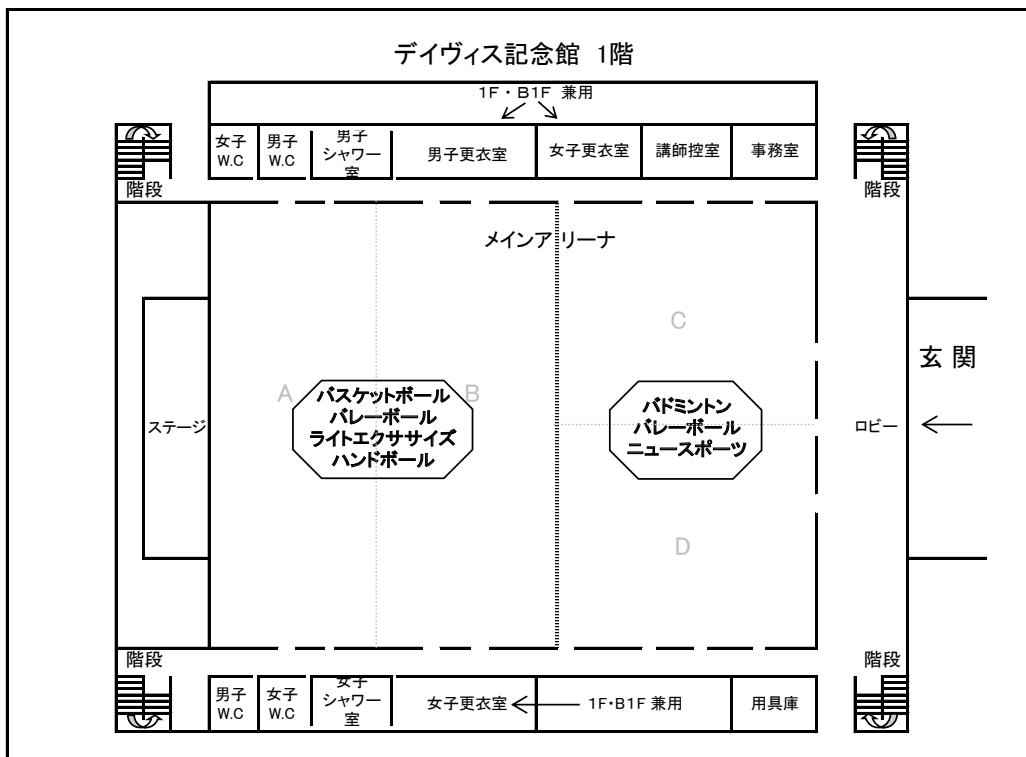 デイヴィス記念館 1階
1F・B1F 兼用
女子
W.C
男子
W.C
男子
シャワー
室
男子更衣室
女子更衣室
講師控室
事務室
階段
階段
メインアリーナ
C
玄関
A
B
バスケットボール
バレーボール
ライトエクササイズ
ハンドボール
バドミントン
バレーボール
ニュースポーツ
ステージ
ロビー
D
階段
階段
男子
W.C
女子
W.C
女子
シャワー
室
女子更衣室
1F・B1F 兼用
用具庫